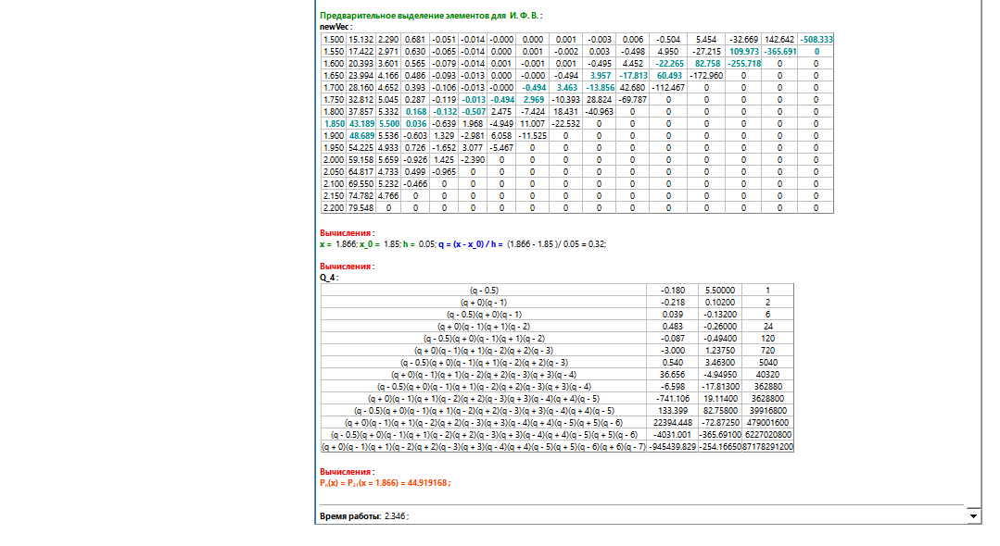 Предварительное выделение элементов для И. Ф. В. :
newVec :
1.500 15.132 2.290 0.681 -0.051 -0.014 -0.000 0.000 0.001 -0.003 0.006 -0.504 5.454 -32.669 142.642 -508.333
1.550 17.422 2.971 0.630 -0.065 -0.014 0.000 0.001 -0.002 0.003 -0.498 4.950 -27.215 109.973 -365.691 0
1.600 20.393 3.601 0.565 -0.079 -0.014 0.001 -0.001 0.001 -0.495 4.452 -22.265 82.758 -255.718 0 0
1.650 23.994 4.166 0.486 -0.093 -0.013 0.000 -0.000 -0.494 3.957 -17.813 60.493 -172.960 0 0 0
1.700 28.160 4.652 0.393 -0.106 -0.013 -0.000 -0.494 3.463 -13.856 42.680 -112.467 0 0 0 0
1.750 32.812 5.045 0.287 -0.119 -0.013 -0.494 2.969 -10.393 28.824 -69.787 0 0 0 0 0
1.800 37.857 5.332 0.168 -0.132 -0.507 2.475 -7.424 18.431 -40.963 0 0 0 0 0 0
1.850 43.189 5.500 0.036 -0.639 1.968 -4.949 11.007 -22.532 0 0 0 0 0 0 0
1.900 48.689 5.536 -0.603 1.329 -2.981 6.058 -11.525 0 0 0 0 0 0 0 0
1.950 54.225 4.933 0.726 -1.652 3.077 -5.467 0 0 0 0 0 0 0 0 0
2.000 59.158 5.659 -0.926 1.425 -2.390 0 0 0 0 0 0 0 0 0 0
2.050 64.817 4.733 0.499 -0.965 0 0 0 0 0 0 0 0 0 0 0
2.100 69.550 5.232 -0.466 0 0 0 0 0 0 0 0 0 0 0 0
2.150 74.782 4.766 0 0 0 0 0 0 0 0 0 0 0 0 0
2.200 79.548 0 0 0 0 0 0 0 0 0 0 0 0 0 0
Вычисления :
x = 1.866; x_0 = 1.85; h = 0.05; q = (x - x_0) / h = (1.866 - 1.85 )/ 0.05 = 0.32;
Вычисления :
Q_4 :
(q - 0.5) -0.180 5.50000 1
(q + 0)(q - 1) -0.218 0.10200 2
(q - 0.5)(q + 0)(q - 1) 0.039 -0.13200 6
(q + 0)(q - 1)(q + 1)(q - 2) 0.483 -0.26000 24
(q - 0.5)(q + 0)(q - 1)(q + 1)(q - 2) -0.087 -0.49400 120
(q + 0)(q - 1)(q + 1)(q - 2)(q + 2)(q - 3) -3.000 1.23750 720
(q - 0.5)(q + 0)(q - 1)(q + 1)(q - 2)(q + 2)(q - 3) 0.540 3.46300 5040
(q + 0)(q - 1)(q + 1)(q - 2)(q + 2)(q - 3)(q + 3)(q - 4) 36.656 -4.94950 40320
(q - 0.5)(q + 0)(q - 1)(q + 1)(q - 2)(q + 2)(q - 3)(q + 3)(q - 4) -6.598 -17.81300 362880
(q + 0)(q - 1)(q + 1)(q - 2)(q + 2)(q - 3)(q + 3)(q - 4)(q + 4)(q - 5) -741.106 19.11400 3628800
(q - 0.5)(q + 0)(q - 1)(q + 1)(q - 2)(q + 2)(q - 3)(q + 3)(q - 4)(q + 4)(q - 5) 133.399 82.75800 39916800
(q + 0)(q - 1)(q + 1)(q - 2)(q + 2)(q - 3)(q + 3)(q - 4)(q + 4)(q - 5)(q + 5)(q - 6) 22394.448 -72.87250 479001600
(q - 0.5)(q + 0)(q - 1)(q + 1)(q - 2)(q + 2)(q - 3)(q + 3)(q - 4)(q + 4)(q - 5)(q + 5)(q - 6) -4031.001 -365.69100 6227020800
(q + 0)(q - 1)(q + 1)(q - 2)(q + 2)(q - 3)(q + 3)(q - 4)(q + 4)(q - 5)(q + 5)(q - 6)(q + 6)(q - 7) -945439.829 -254.16650 87178291200
Вычисления :
Pₙ(x) = P₂₁(x = 1.866) = 44.919168 ;
Время работы: 2.346 ;